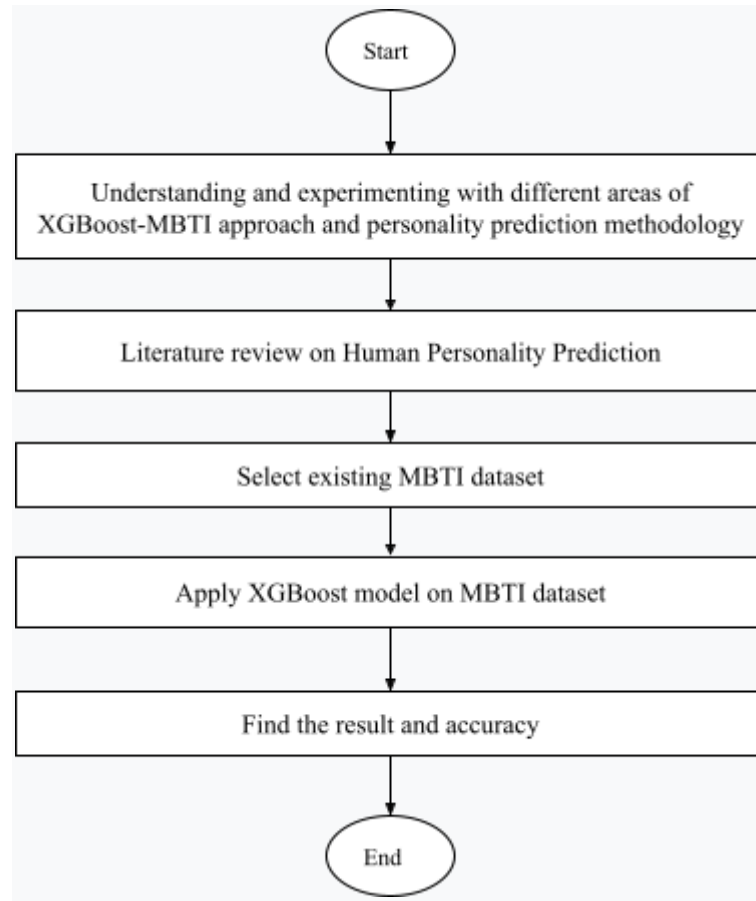 Start
Understanding and experimenting with different areas of
XGBoost-MBTI approach and personality prediction methodology
Literature review on Human Personality Prediction
Select existing MBTI dataset
Apply XGBoost model on MBTI dataset
Find the result and accuracy
End